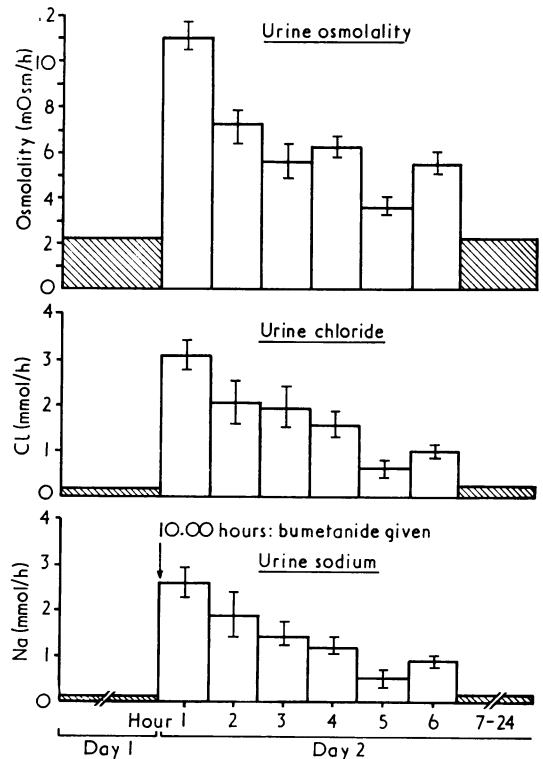 Urine osmolality
Osmolality (mOsm/h)
12
10
8
6
4
2
0
Urine chloride
Cl (mmol/h)
3
2
1
0
10.00 hours: bumetanide given
Urine sodium
Na (mmol/h)
4
3
2
1
0
Hour 1 2 3 4 5 6 7-24
Day 1 Day 2